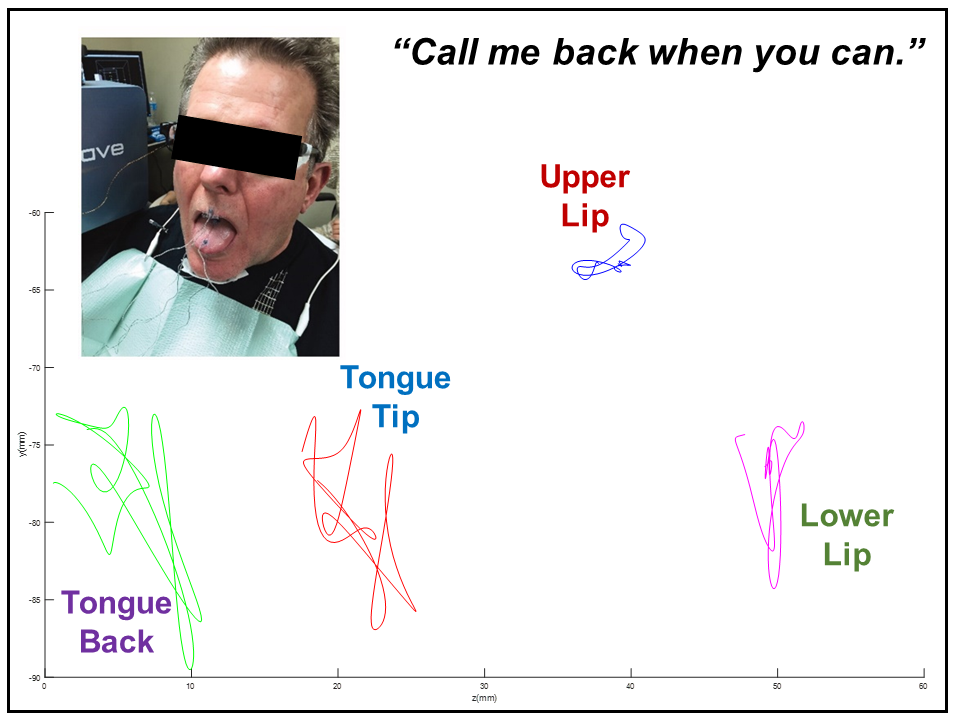 “Call me back when you can.”
ave
Upper
Lip
-60
-65
-70
Tongue
Tip
-75
y(mm)
-80
Lower
Lip
-85
Tongue
Back
-90
0 10 20 30 40 50 60
z(mm)